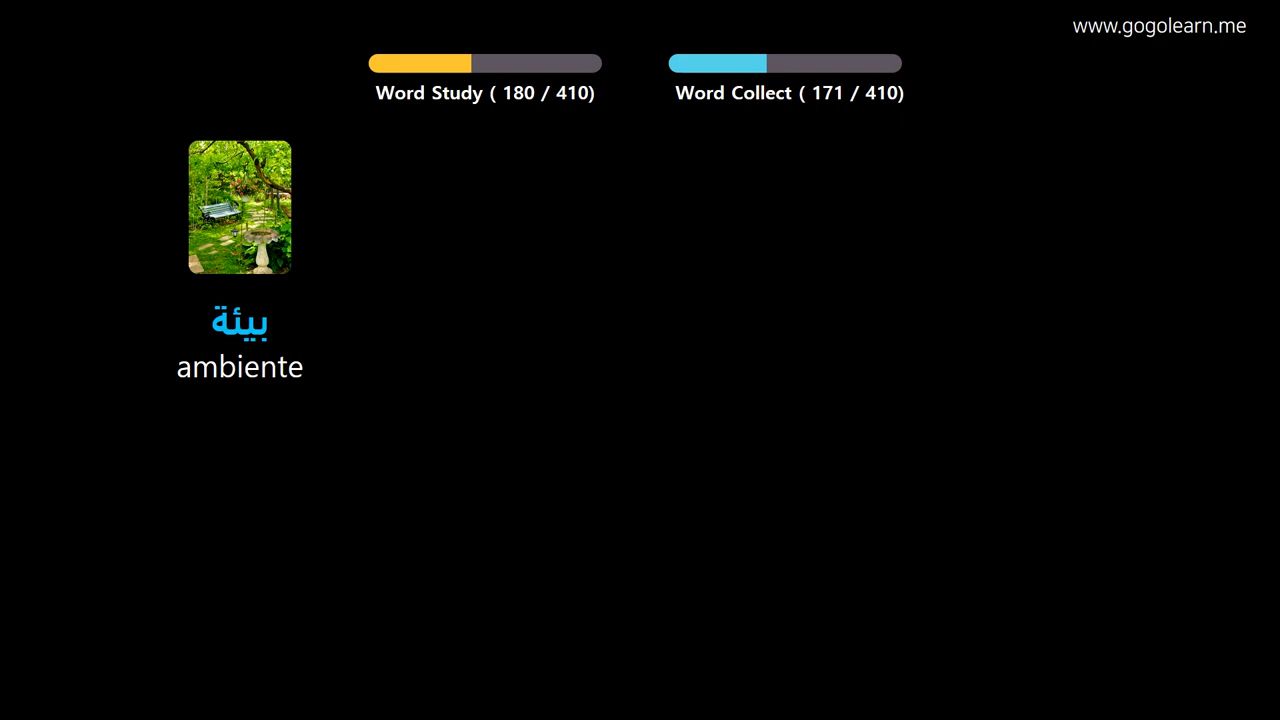 www.gogolearn.me
Word Study ( 180 / 410)
Word Collect ( 171 / 410)
بيئة
ambiente